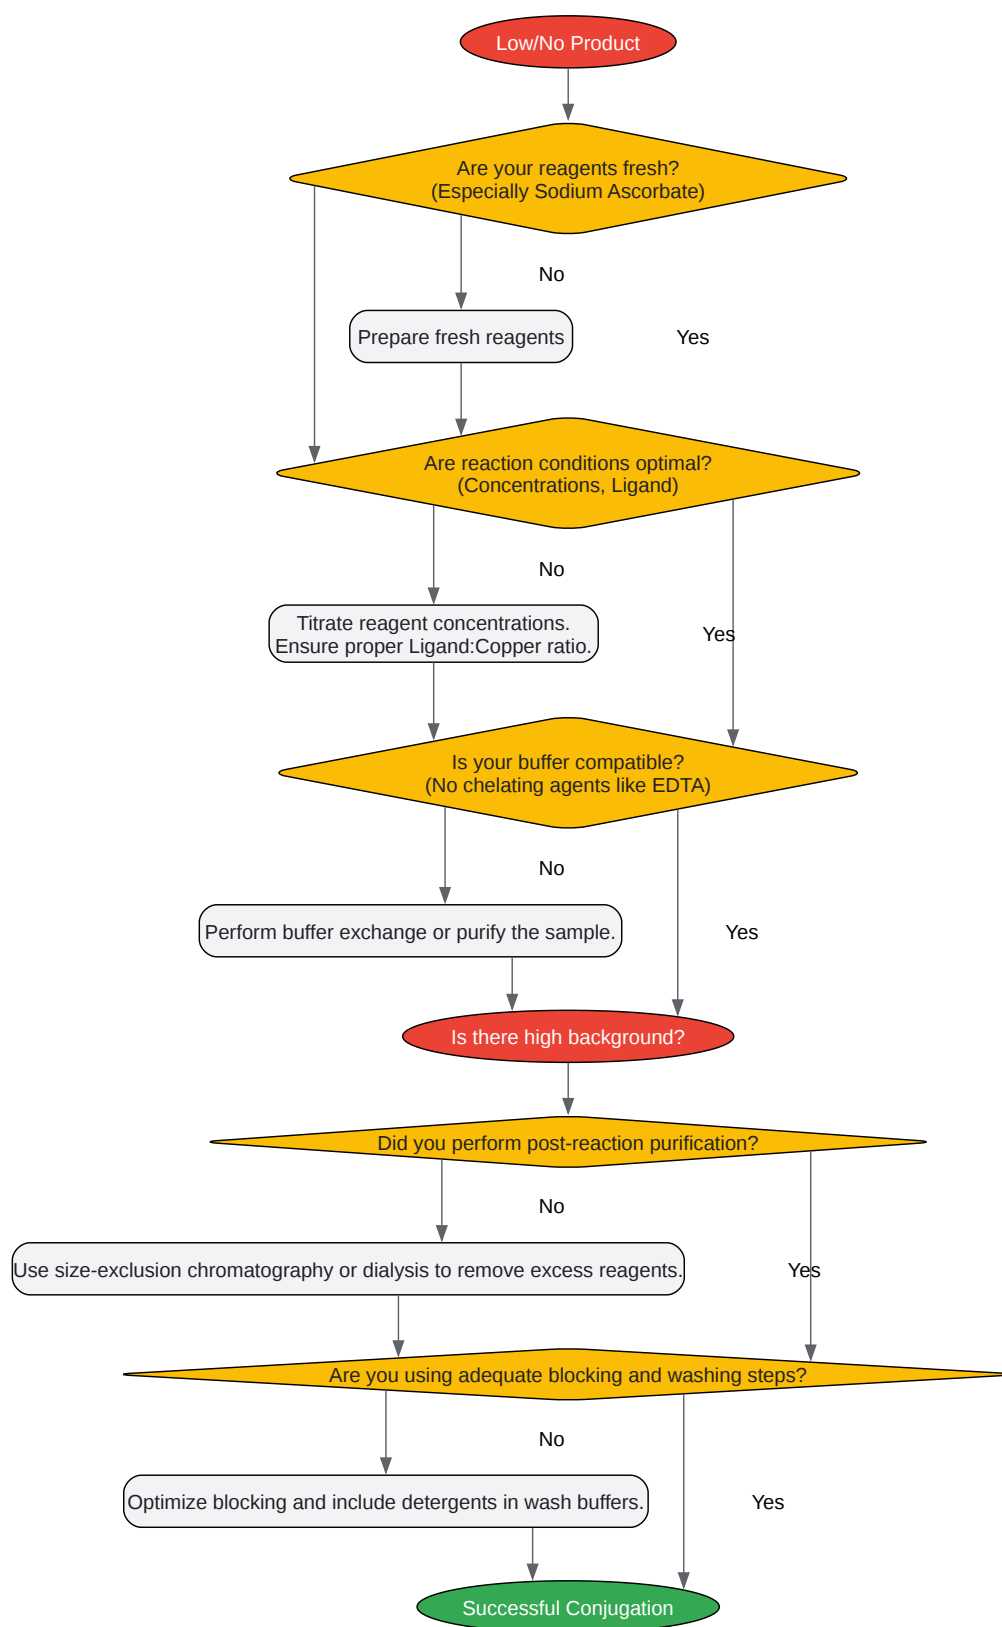 Low/No Product
Are your reagents fresh?
(Especially Sodium Ascorbate)
No
Prepare fresh reagents
Yes
Are reaction conditions optimal?
(Concentrations, Ligand)
No
Titrate reagent concentrations.
Ensure proper Ligand:Copper ratio.
Yes
Is your buffer compatible?
(No chelating agents like EDTA)
No
Perform buffer exchange or purify the sample.
Yes
Is there high background?
Did you perform post-reaction purification?
No
Use size-exclusion chromatography or dialysis to remove excess reagents.
Yes
Are you using adequate blocking and washing steps?
No
Optimize blocking and include detergents in wash buffers.
Yes
Successful Conjugation